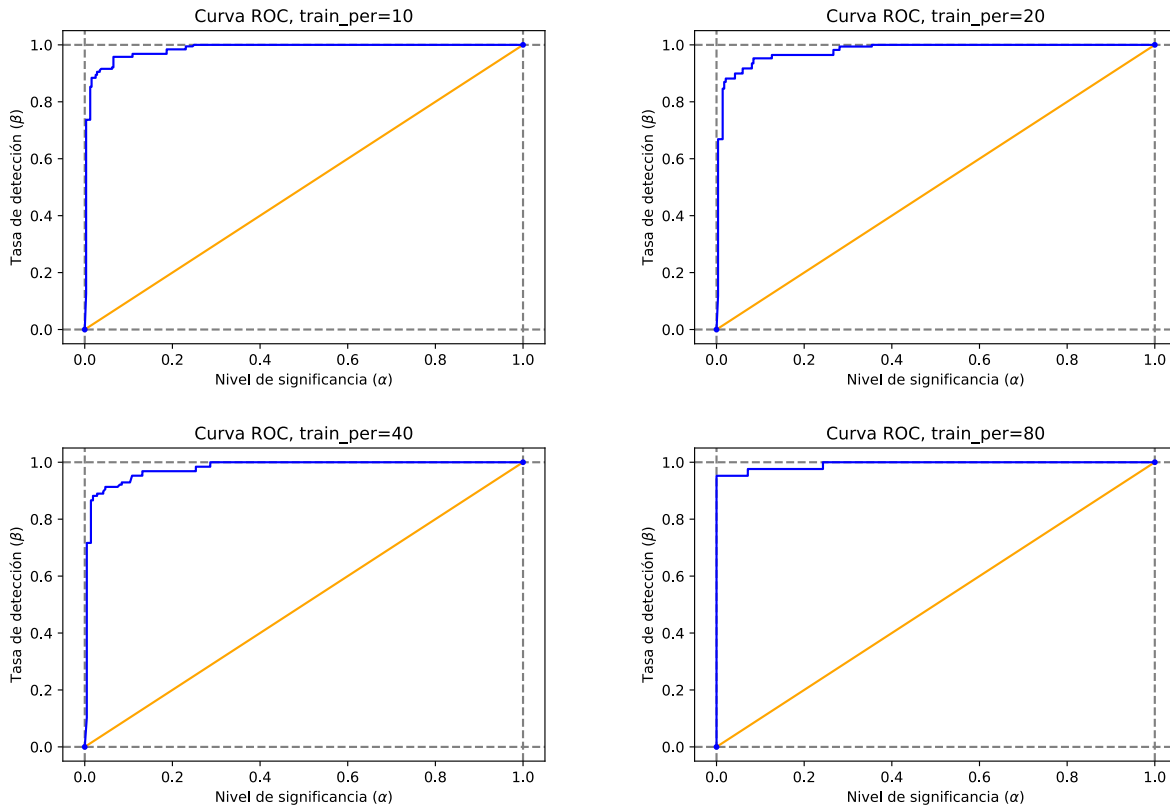 Curva ROC, train_per=10
1.0
0.8
0.6
0.4
0.2
0.0
Tasa de detección (β)
0.0 0.2 0.4 0.6 0.8 1.0
Nivel de significancia (α)
Curva ROC, train_per=20
1.0
0.8
0.6
0.4
0.2
0.0
Tasa de detección (β)
0.0 0.2 0.4 0.6 0.8 1.0
Nivel de significancia (α)
Curva ROC, train_per=40
1.0
0.8
0.6
0.4
0.2
0.0
Tasa de detección (β)
0.0 0.2 0.4 0.6 0.8 1.0
Nivel de significancia (α)
Curva ROC, train_per=80
1.0
0.8
0.6
0.4
0.2
0.0
Tasa de detección (β)
0.0 0.2 0.4 0.6 0.8 1.0
Nivel de significancia (α)